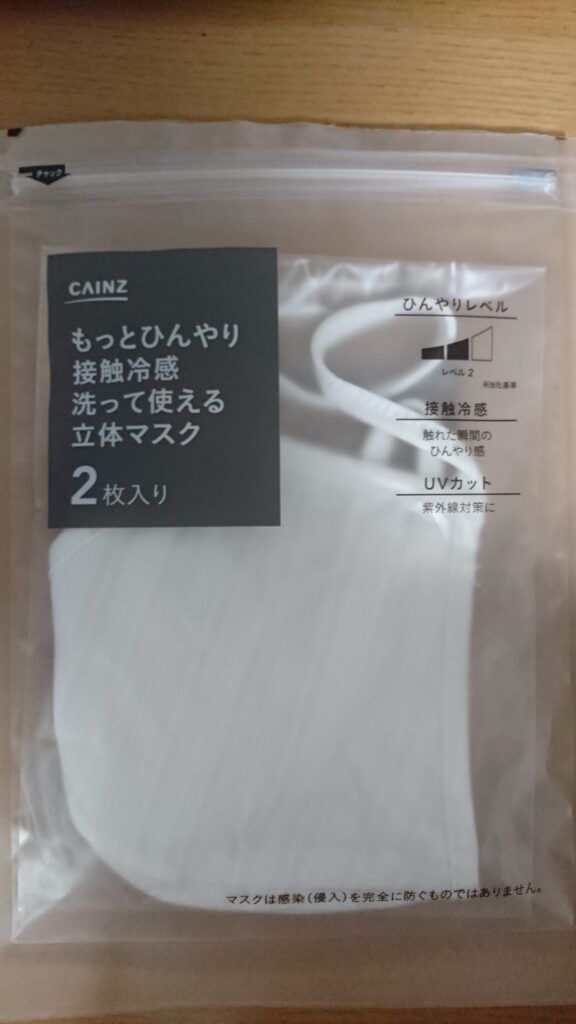 チャック
CAINZ
もっとひんやり
接触冷感
洗って使える
立体マスク
2枚入り
ひんやりレベル
レベル 2
※当社基準
接触冷感
触れた瞬間の
ひんやり感
UVカット
紫外線対策に
マスクは感染(侵入)を完全に防ぐものではありません。